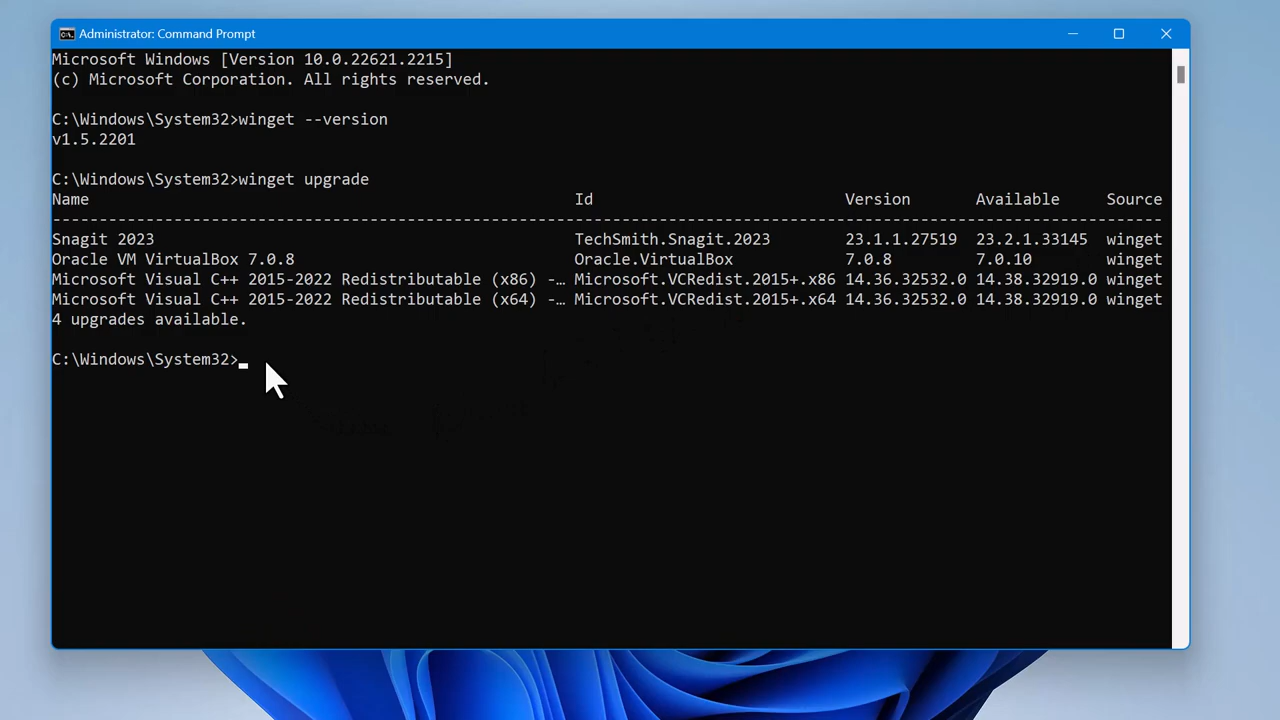 Administrator: Command Prompt
Microsoft Windows [Version 10.0.22621.2215]
(c) Microsoft Corporation. All rights reserved.
C:\Windows\System32>winget --version
v1.5.2201
C:\Windows\System32>winget upgrade
Name Id Version Available Source
-----------------------------------------------------------------------------------------------------------------------
Snagit 2023 TechSmith.Snagit.2023 23.1.1.27519 23.2.1.33145 winget
Oracle VM VirtualBox 7.0.8 Oracle.VirtualBox 7.0.8 7.0.10 winget
Microsoft Visual C++ 2015-2022 Redistributable (x86) -… Microsoft.VCRedist.2015+.x86 14.36.32532.0 14.38.32919.0 winget
Microsoft Visual C++ 2015-2022 Redistributable (x64) -… Microsoft.VCRedist.2015+.x64 14.36.32532.0 14.38.32919.0 winget
4 upgrades available.
C:\Windows\System32>